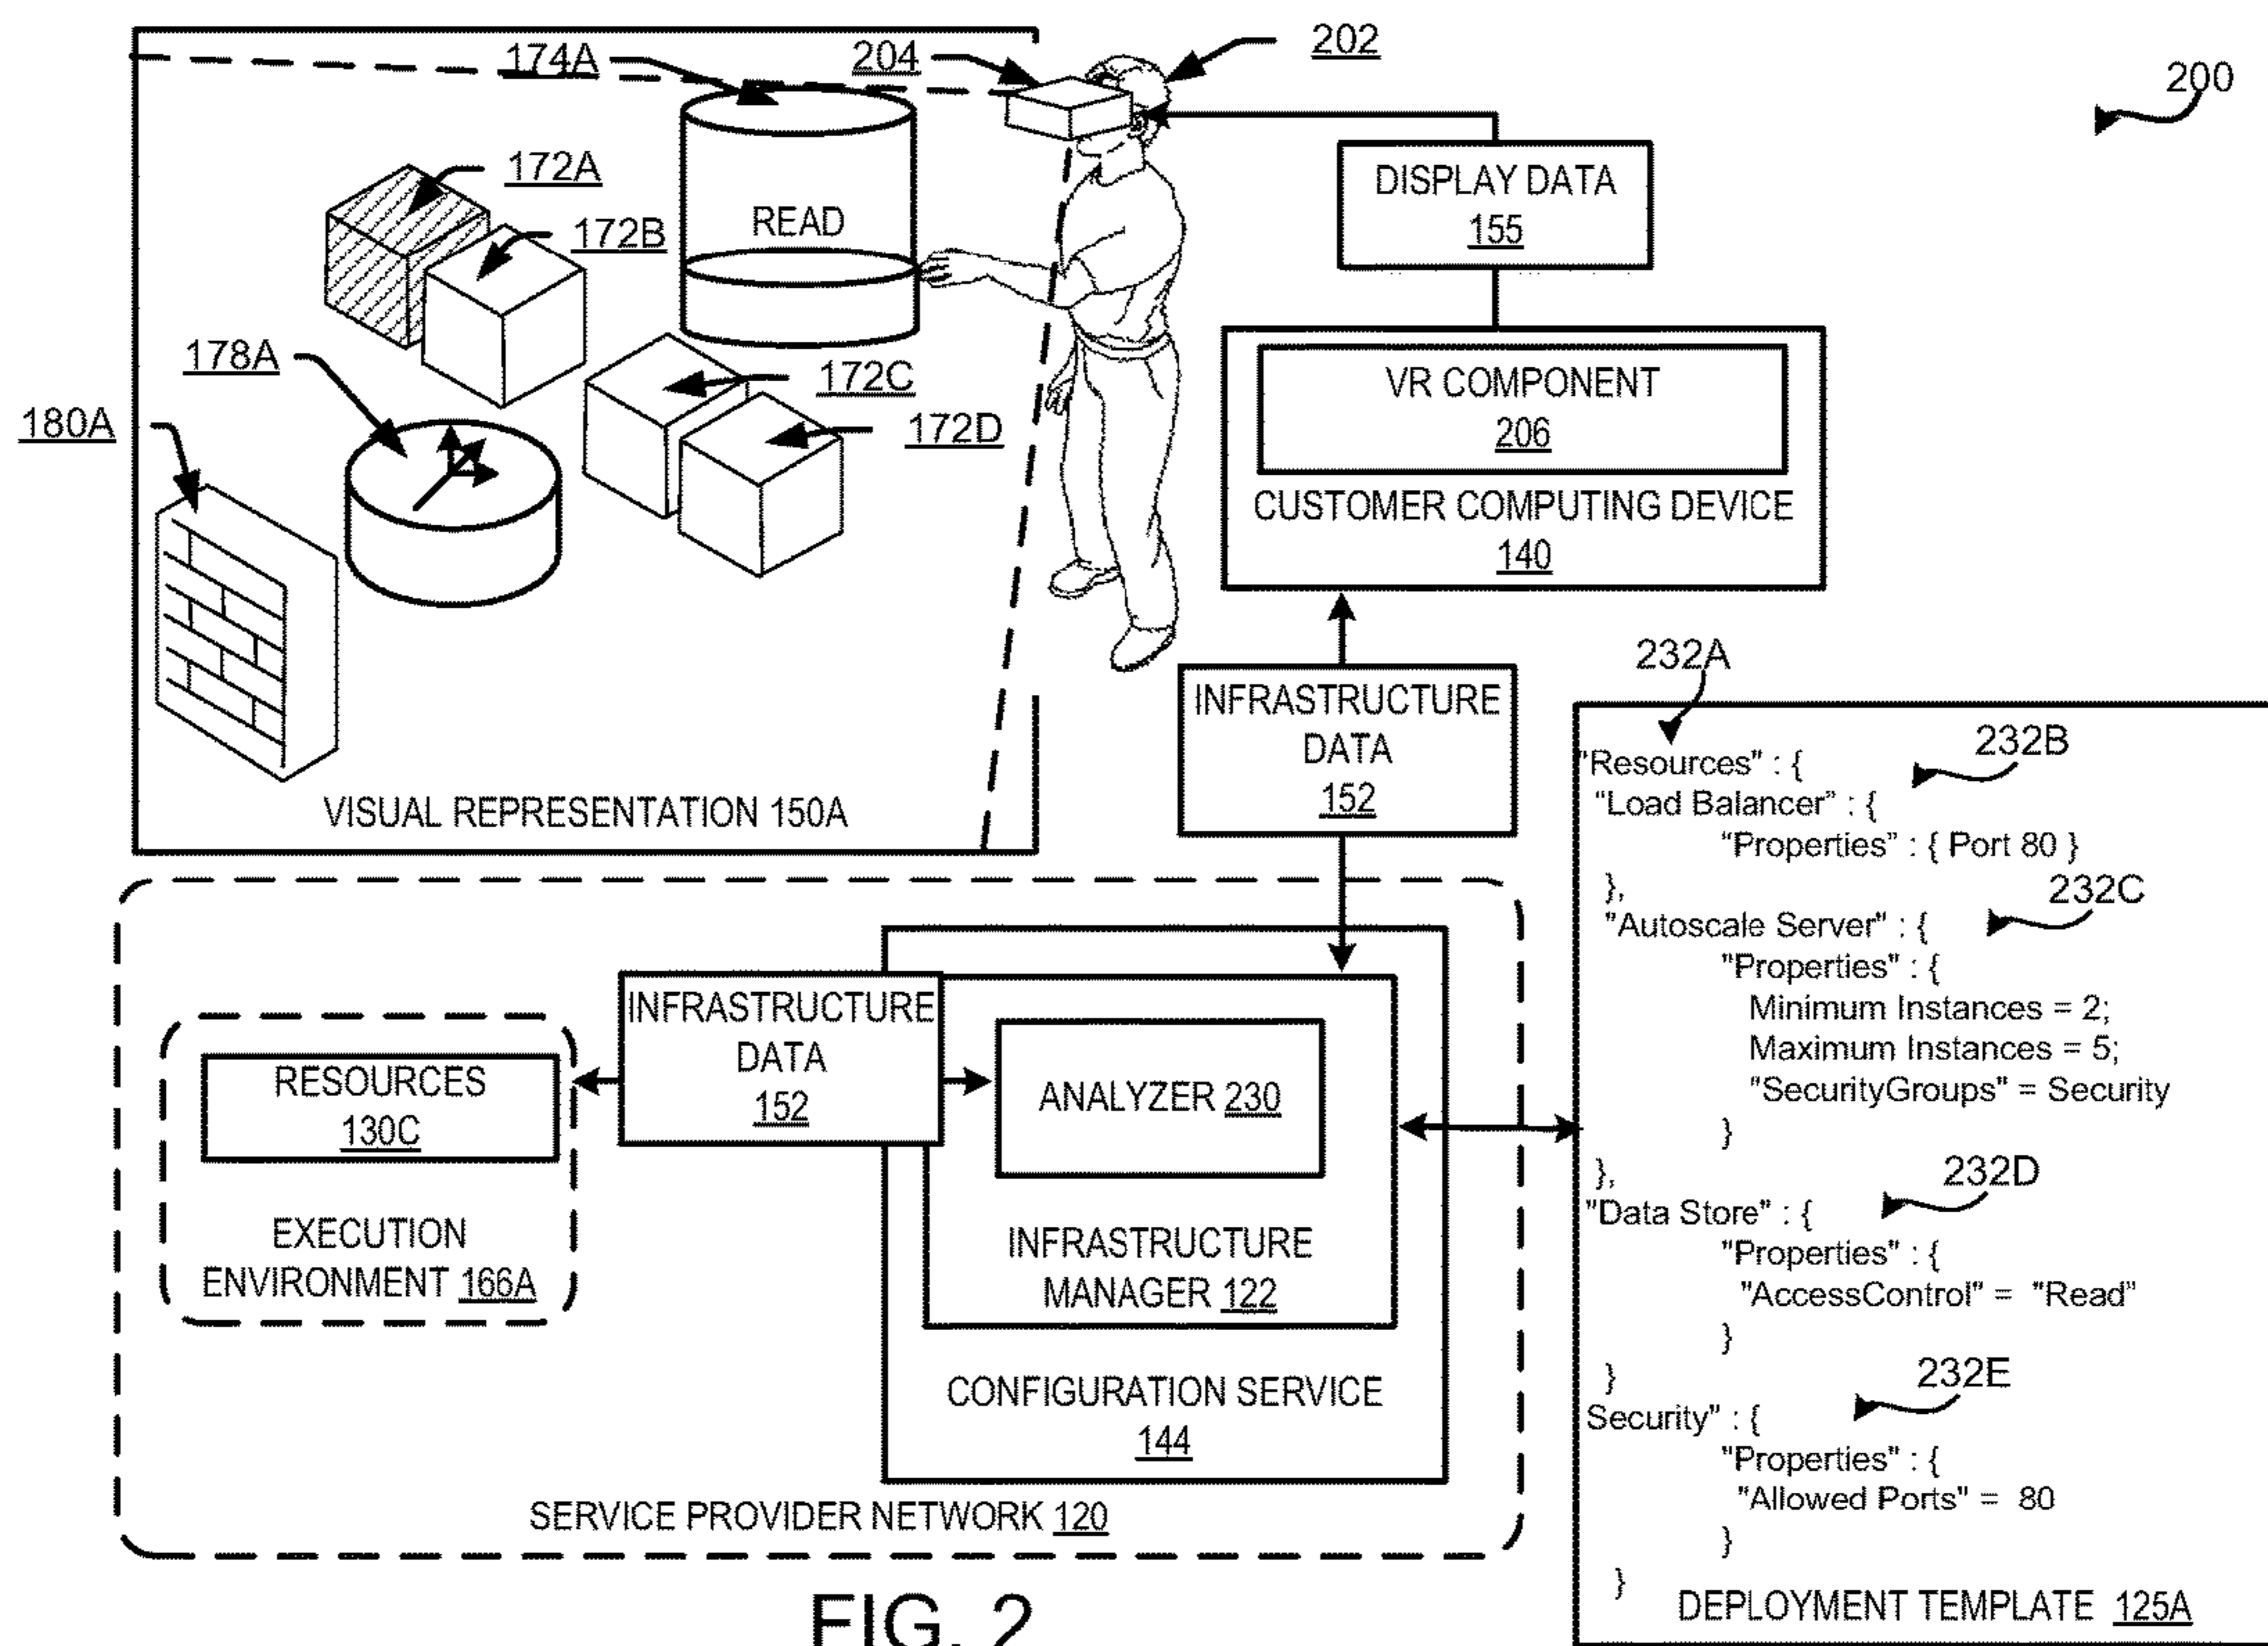 174A
204
202
200
172A
172B
READ
DISPLAY DATA
155
178A
172C
VR COMPONENT
206
180A
172D
CUSTOMER COMPUTING DEVICE
140
VISUAL REPRESENTATION 150A
INFRASTRUCTURE
DATA
152
232A
"Resources" : {
232B
"Load Balancer" : {
"Properties" : { Port 80 }
},
232C
"Autoscale Server" : {
"Properties" : {
Minimum Instances = 2;
Maximum Instances = 5;
"SecurityGroups" = Security
}
},
232D
"Data Store" : {
"Properties" : {
"AccessControl" = "Read"
}
}
232E
Security" : {
"Properties" : {
"Allowed Ports" = 80
}
}
DEPLOYMENT TEMPLATE 125A
INFRASTRUCTURE
DATA
152
RESOURCES
130C
EXECUTION
ENVIRONMENT 166A
ANALYZER 230
INFRASTRUCTURE
MANAGER 122
CONFIGURATION SERVICE
144
SERVICE PROVIDER NETWORK 120
FIG. 2